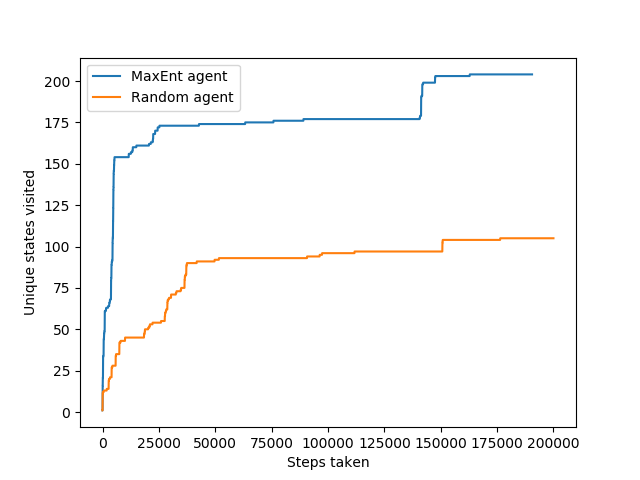 MaxEnt agent
Random agent
200
175
150
125
100
75
50
25
0
Unique states visited
0 25000 50000 75000 100000 125000 150000 175000 200000
Steps taken